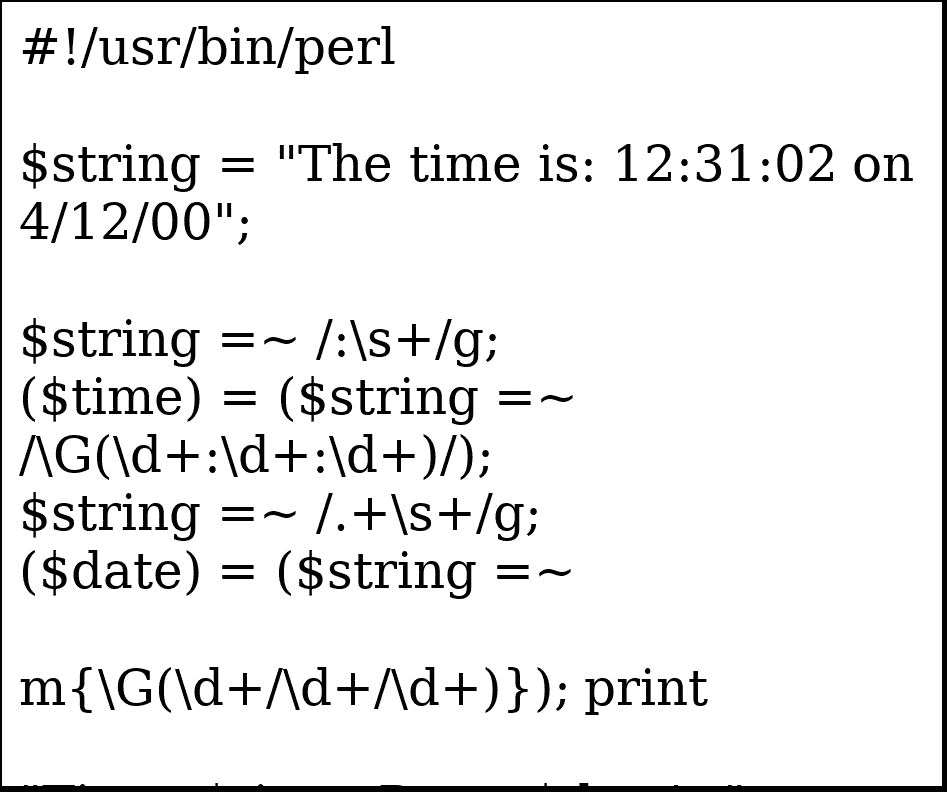 #!/usr/bin/perl
$string = "The time is: 12:31:02 on
4/12/00";
$string =~ /:\s+/g;
($time) = ($string =~
/\G(\d+:\d+:\d+)/);
$string =~ /.+\s+/g;
($date) = ($string =~
m{\G(\d+/\d+/\d+)}); print